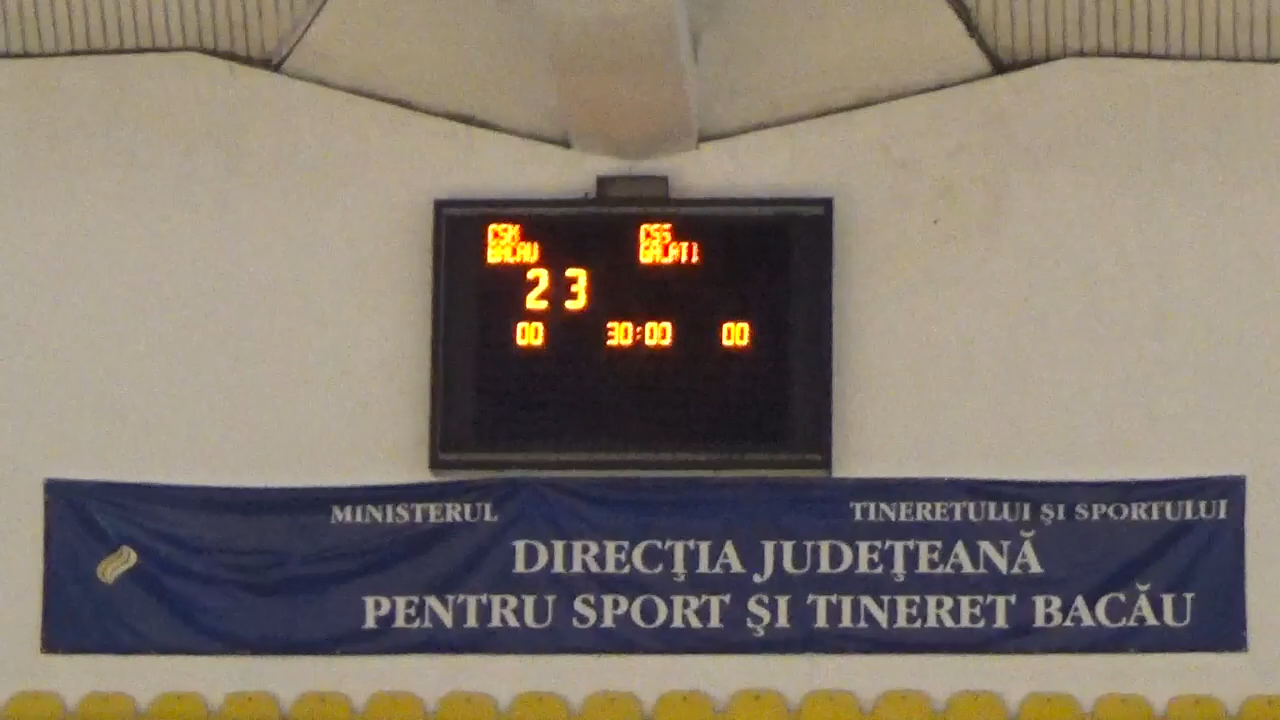 CSM CSS
BACAU GALATI
2 3
00 30:00 00
MINISTERUL TINERETULUI ŞI SPORTULUI
DIRECŢIA JUDEŢEANĂ
PENTRU SPORT ŞI TINERET BACĂU